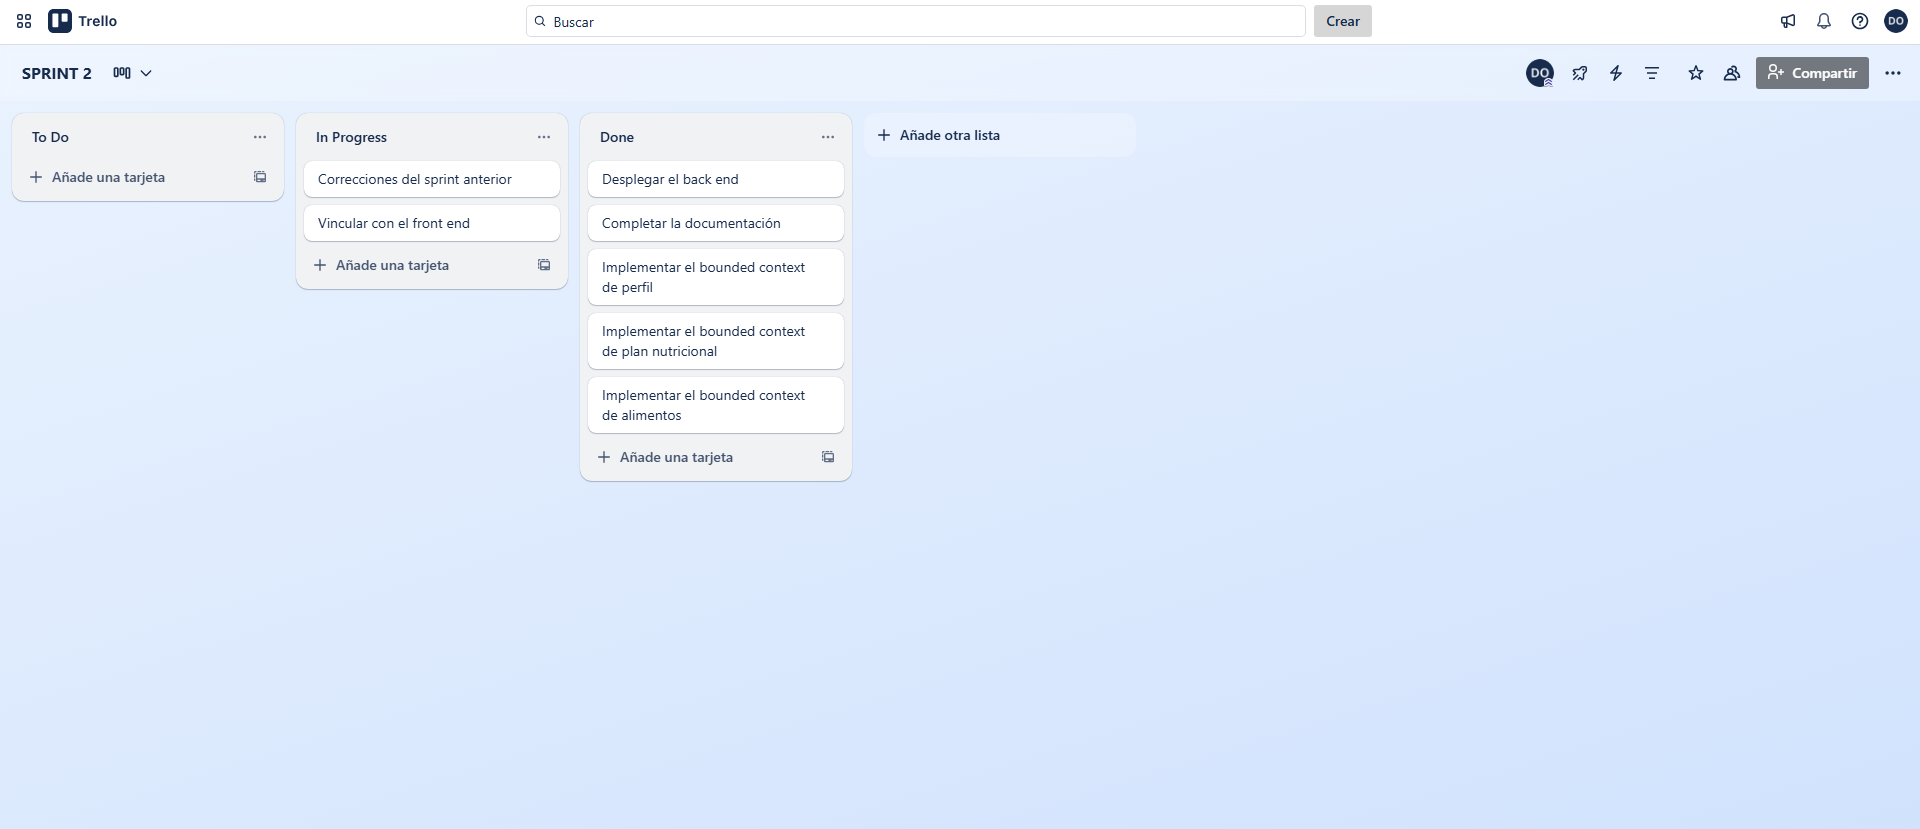 Trello
Buscar
Crear
DO
SPRINT 2
DO
Compartir
To Do
Añade una tarjeta
In Progress
Correcciones del sprint anterior
Vincular con el front end
Añade una tarjeta
Done
Desplegar el back end
Completar la documentación
Implementar el bounded context
de perfil
Implementar el bounded context
de plan nutricional
Implementar el bounded context
de alimentos
Añade una tarjeta
Añade otra lista